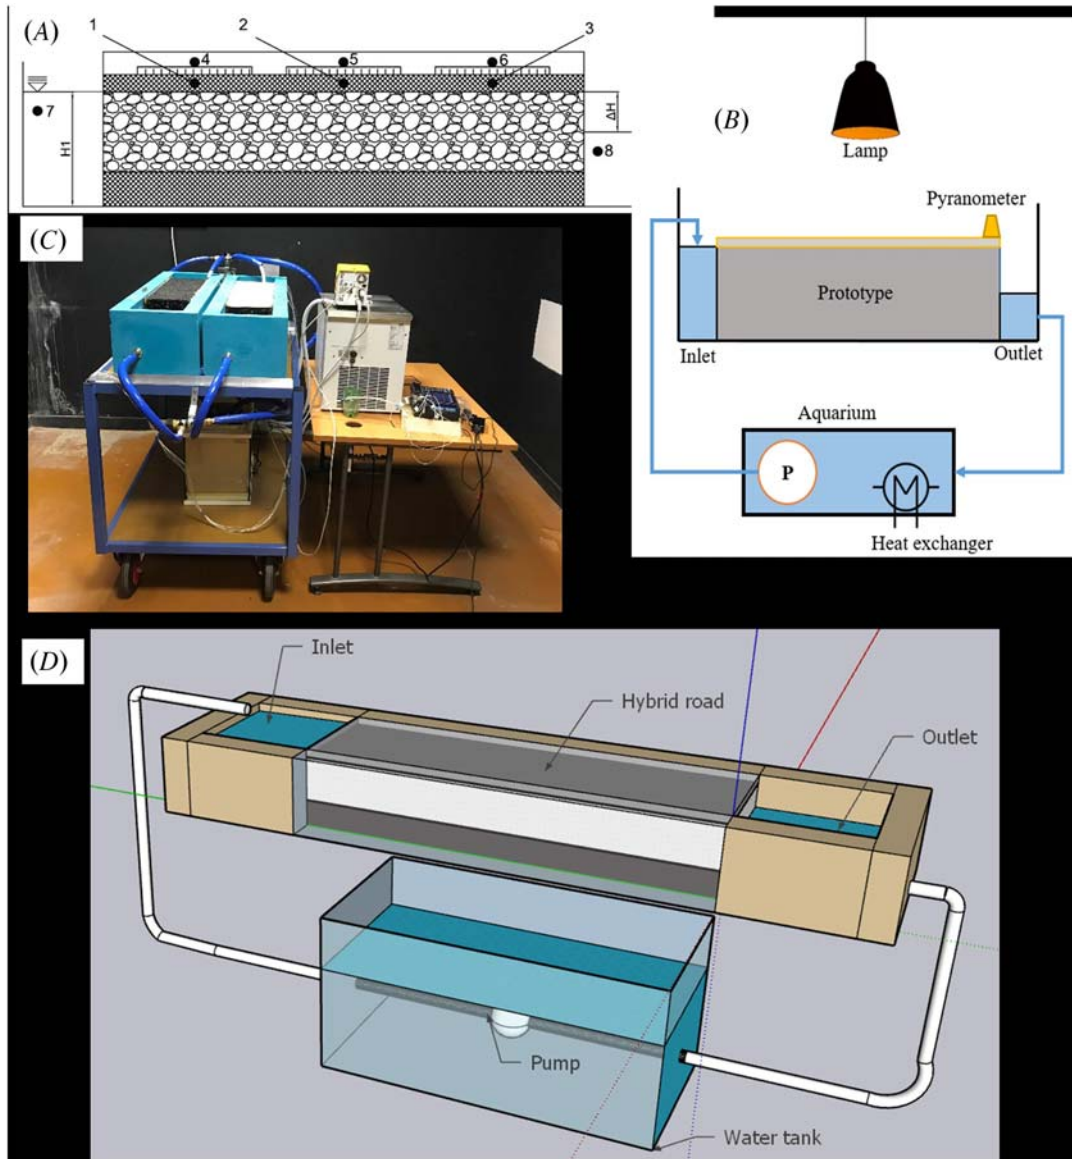 (A)
1
2
3
4
5
6
7
H1
ΔH
8
(B)
Lamp
Pyranometer
Prototype
Inlet
Outlet
Aquarium
P
Heat exchanger
(C)
(D)
Inlet
Hybrid road
Outlet
Pump
Water tank